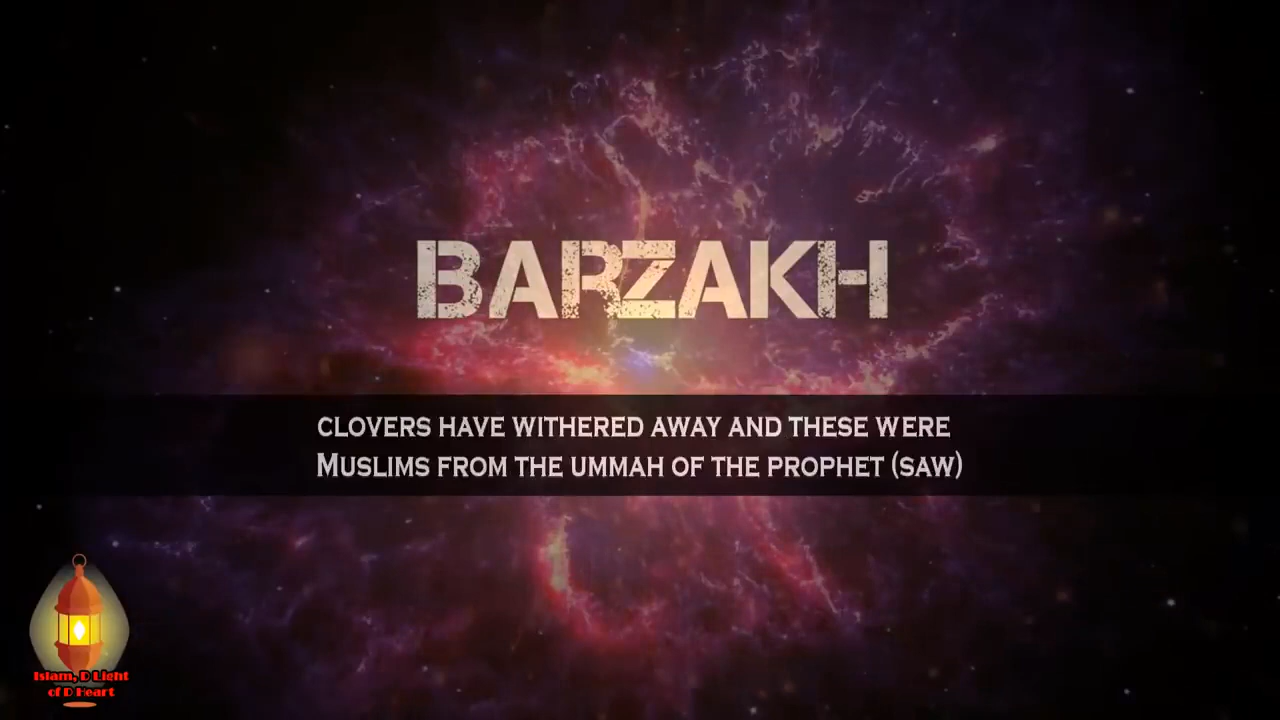 BARZAKH
CLOVERS HAVE WITHERED AWAY AND THESE WERE
MUSLIMS FROM THE UMMAH OF THE PROPHET (SAW)
Islam, D Light
of D Heart